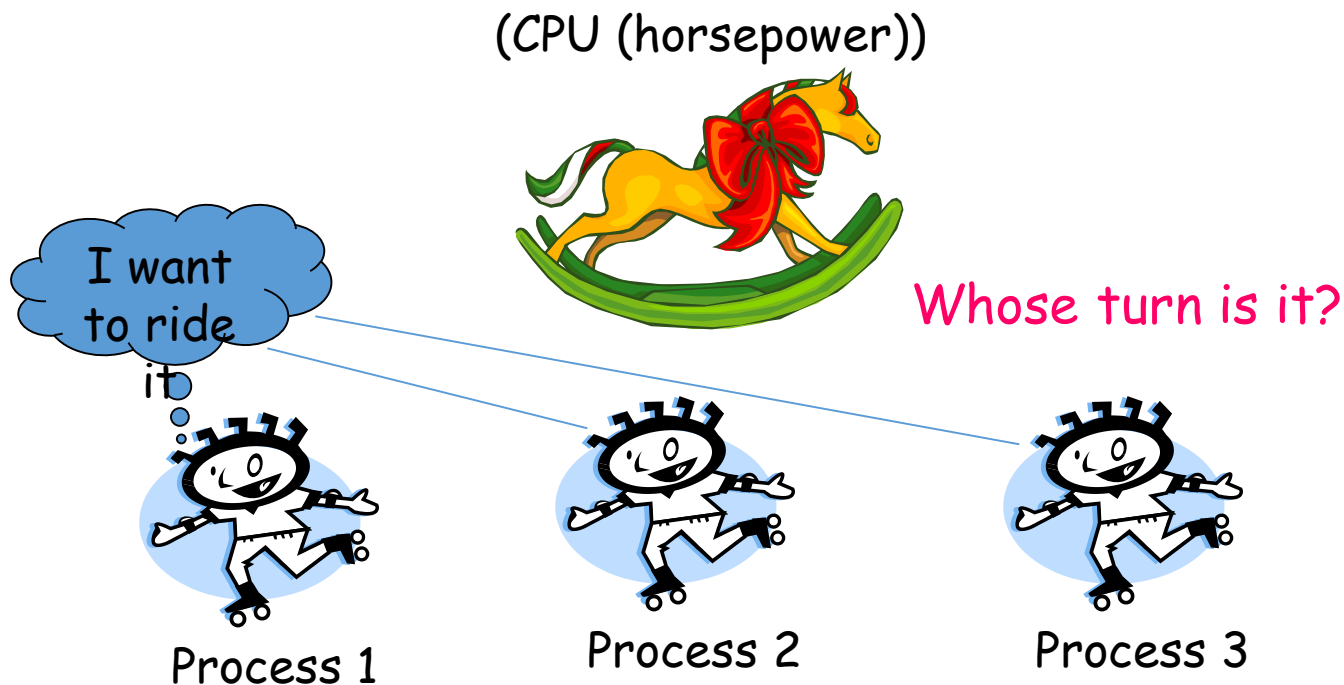 (CPU (horsepower))
I want
to ride
it
Whose turn is it?
Process 1
Process 2
Process 3